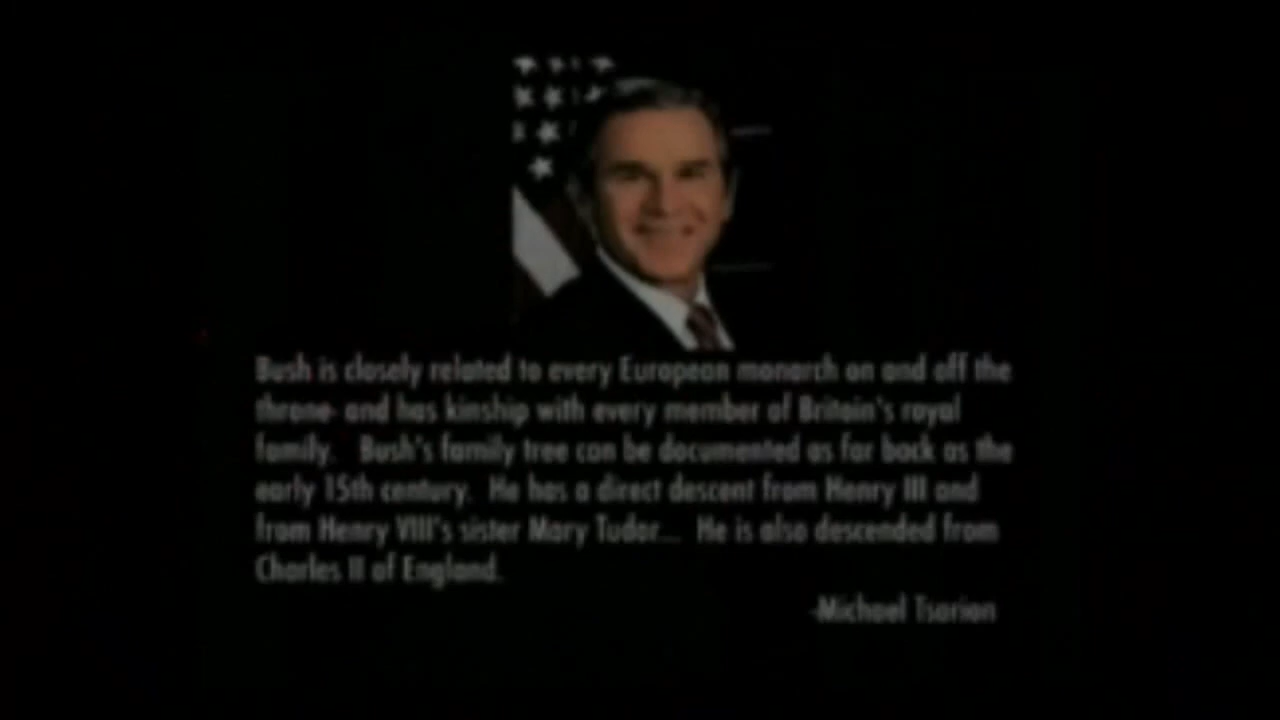 Bush is closely related to every European monarch on and off the
throne- and has kinship with every member of Britain's royal
family. Bush's family tree can be documented as far back as the
early 15th century. He has a direct descent from Henry III and
from Henry VIII's sister Mary Tudor... He is also descended from
Charles II of England.
-Michael Tsarion